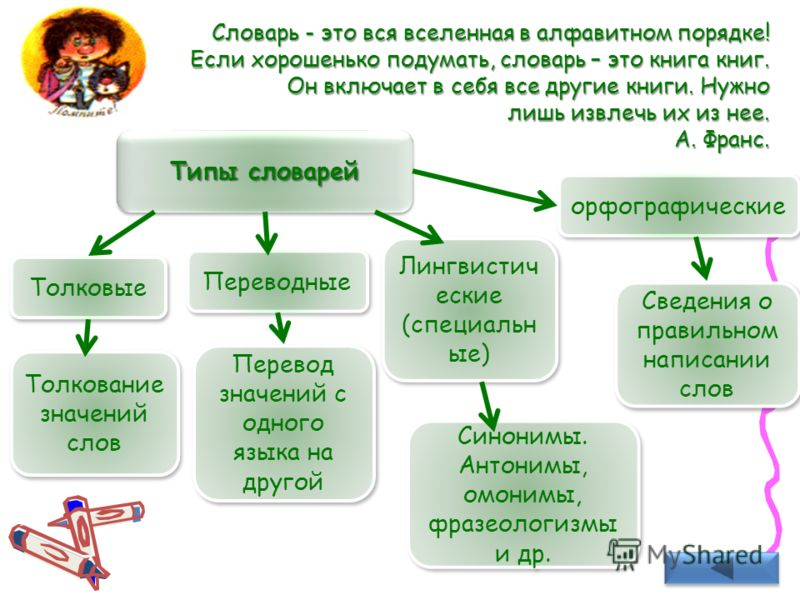 Словарь - это вся вселенная в алфавитном порядке!
Если хорошенько подумать, словарь – это книга книг.
Он включает в себя все другие книги. Нужно
лишь извлечь их из нее.
А. Франс.
Помните!
Типы словарей
орфографические
Толковые
Переводные
Лингвистич
еские
(специальн
ые)
Сведения о
правильном
написании
слов
Толкование
значений
слов
Перевод
значений с
одного
языка на
другой
Синонимы.
Антонимы,
омонимы,
фразеологизмы
и др.
MyShared